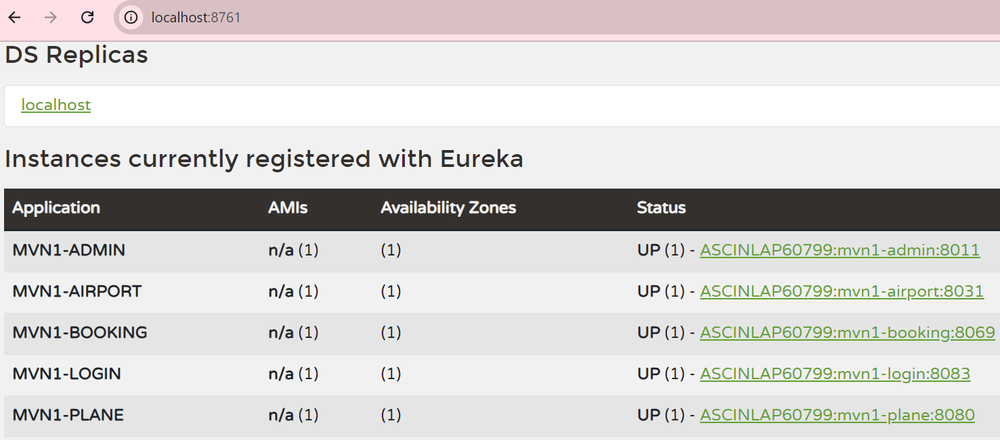 localhost:8761
DS Replicas
localhost
Instances currently registered with Eureka
Application AMIs Availability Zones Status
MVN1-ADMIN n/a (1) (1) UP (1) - ASCINLAP60799:mvn1-admin:8011
MVN1-AIRPORT n/a (1) (1) UP (1) - ASCINLAP60799:mvn1-airport:8031
MVN1-BOOKING n/a (1) (1) UP (1) - ASCINLAP60799:mvn1-booking:8069
MVN1-LOGIN n/a (1) (1) UP (1) - ASCINLAP60799:mvn1-login:8083
MVN1-PLANE n/a (1) (1) UP (1) - ASCINLAP60799:mvn1-plane:8080